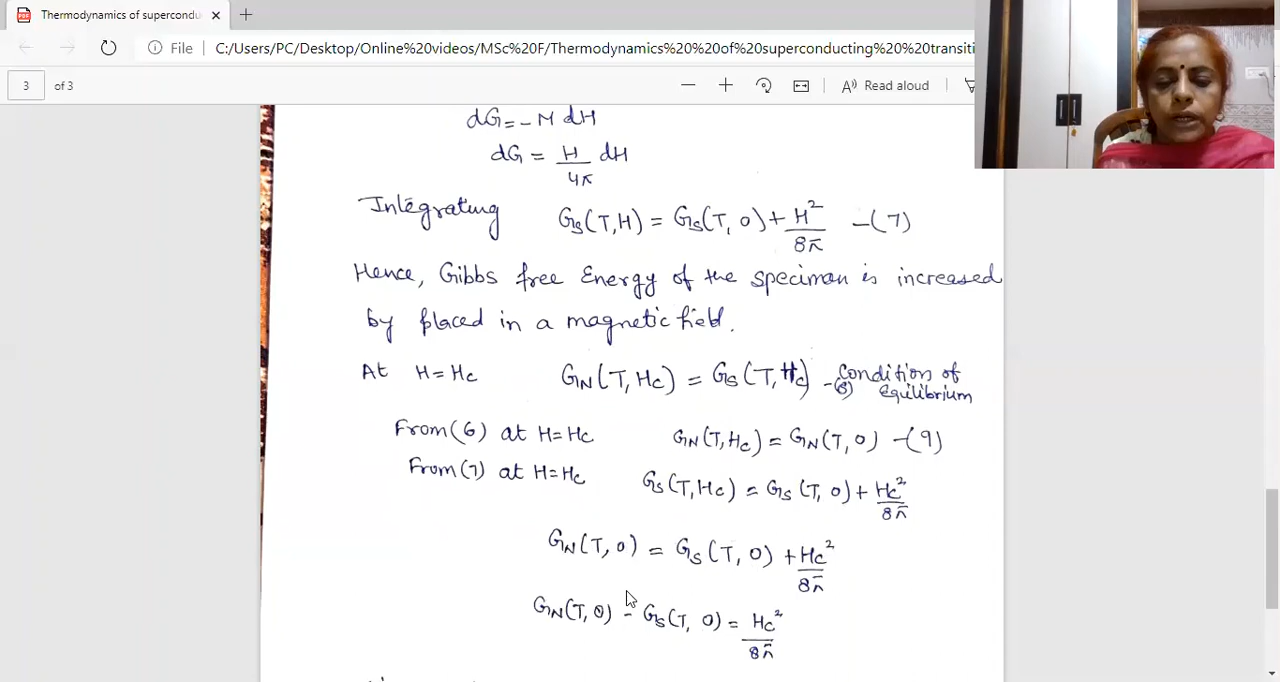 Thermodynamics of supercondu
File C:/Users/PC/Desktop/Online%20videos/MSc%20F/Thermodynamics%20%20of%20superconducting%20%20transiti
3 of 3 Read aloud
dG = - M dH
dG = H/4π dH
Integrating Gs(T,H) = Gs(T, 0) + H²/8π -(7)
Hence, Gibbs free Energy of the specimen is increased
by placed in a magnetic field.
At H = Hc GN(T, Hc) = Gs(T, Hc) -(8) Condition of
Equilibrium
From (6) at H = Hc GN(T, Hc) = GN(T, 0) -(9)
From (7) at H = Hc Gs(T, Hc) = Gs(T, 0) + Hc²/8π
GN(T, 0) = Gs(T, 0) + Hc²/8π
GN(T, 0) - Gs(T, 0) = Hc²/8π